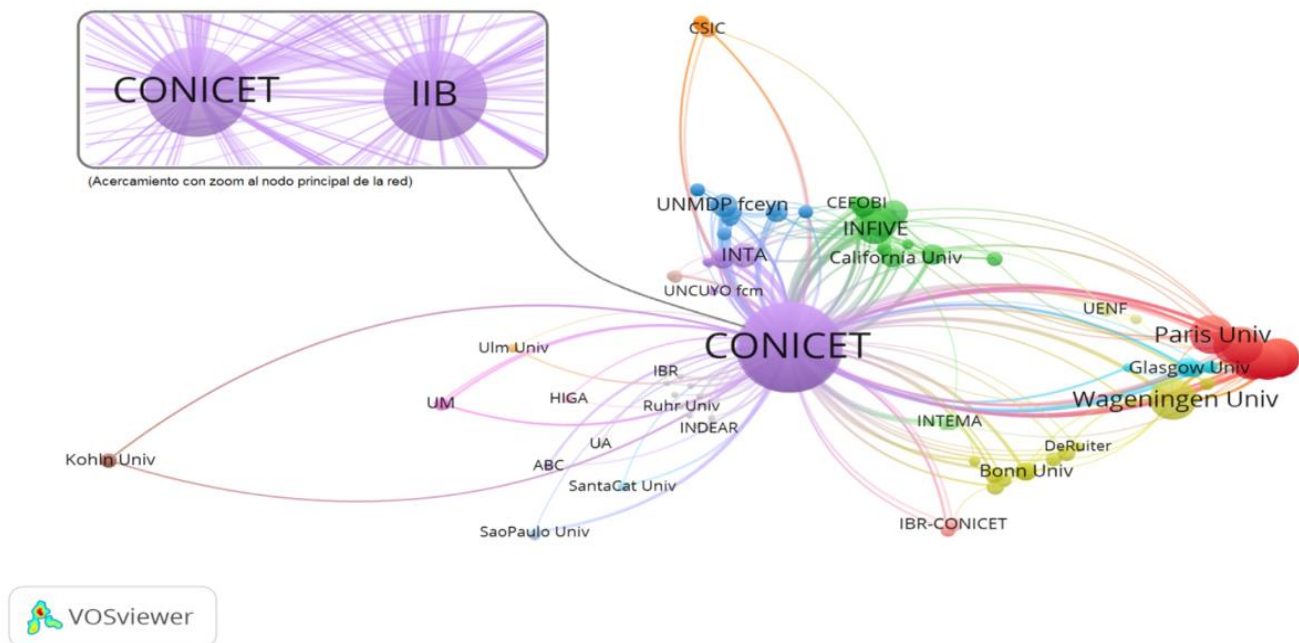 CONICET
IIB
(Acercamiento con zoom al nodo principal de la red)
CSIC
UNMDP fceyn
CEFOBI
INFIVE
INTA
California Univ
UNCUYO fcm
UENF
CONICET
Paris Univ
Ulm Univ
Glasgow Univ
IBR
UM
HIGA
Ruhr Univ
Wageningen Univ
INDEAR
INTEMA
UA
DeRuiter
Kohln Univ
ABC
Bonn Univ
SantaCat Univ
SaoPaulo Univ
IBR-CONICET
VOSviewer